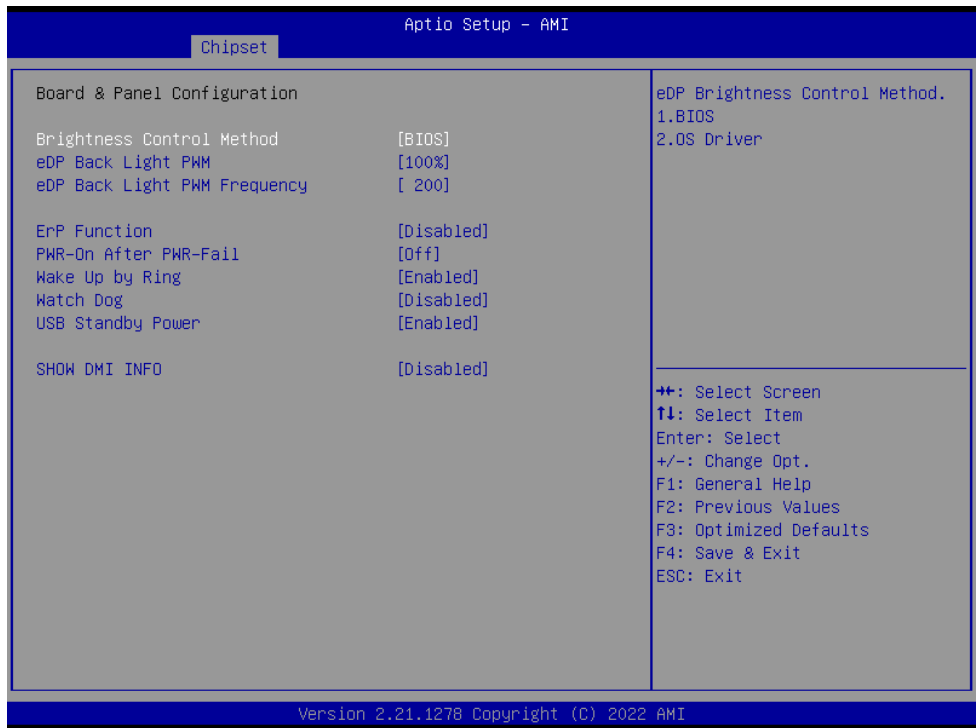 Aptio Setup - AMI
Chipset
Board & Panel Configuration
Brightness Control Method [BIOS]
eDP Back Light PWM [100%]
eDP Back Light PWM Frequency [ 200]
ErP Function [Disabled]
PWR-On After PWR-Fail [Off]
Wake Up by Ring [Enabled]
Watch Dog [Disabled]
USB Standby Power [Enabled]
SHOW DMI INFO [Disabled]
eDP Brightness Control Method.
1.BIOS
2.OS Driver
→←: Select Screen
↑↓: Select Item
Enter: Select
+/-: Change Opt.
F1: General Help
F2: Previous Values
F3: Optimized Defaults
F4: Save & Exit
ESC: Exit
Version 2.21.1278 Copyright (C) 2022 AMI